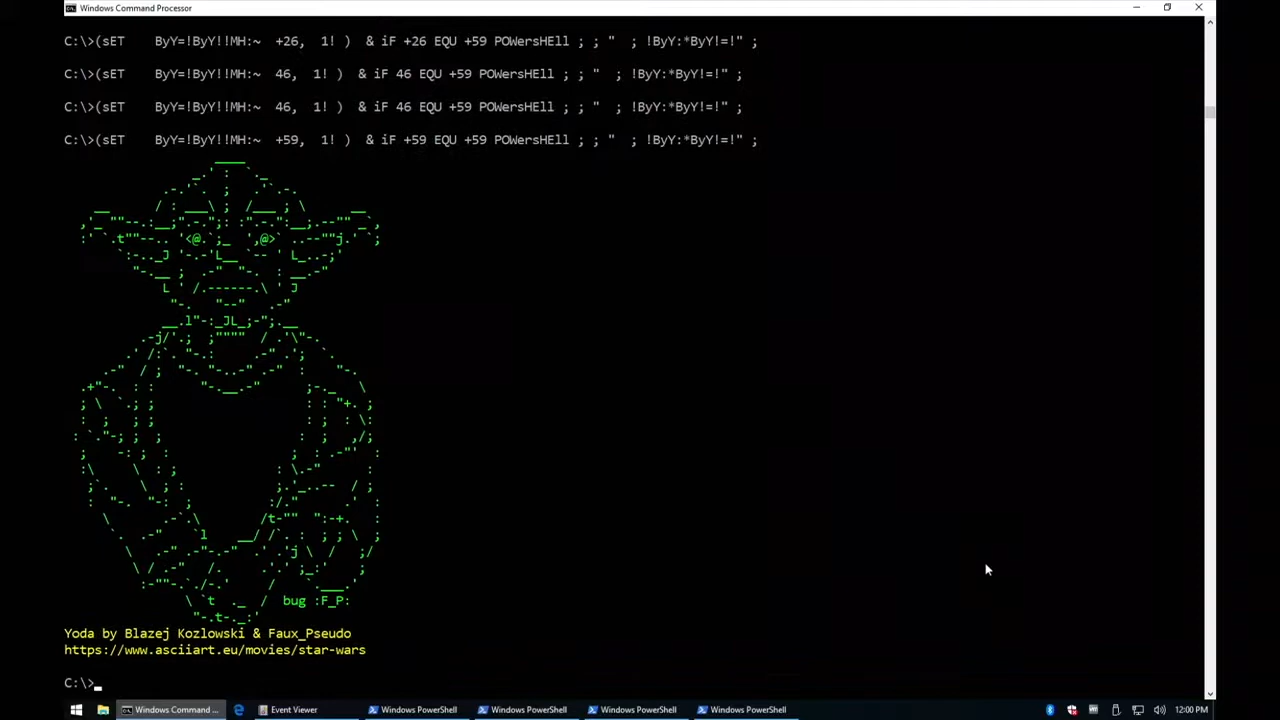 Windows Command Processor
C:\>(sET    ByY=!ByY!!MH:~  +26,  1! )  & iF +26 EQU +59 POWersHEll ; ; "  ; !ByY:*ByY!=!" ;
C:\>(sET    ByY=!ByY!!MH:~  46,  1! )  & iF 46 EQU +59 POWersHEll ; ; "  ; !ByY:*ByY!=!" ;
C:\>(sET    ByY=!ByY!!MH:~  46,  1! )  & iF 46 EQU +59 POWersHEll ; ; "  ; !ByY:*ByY!=!" ;
C:\>(sET    ByY=!ByY!!MH:~  +59,  1! )  & iF +59 EQU +59 POWersHEll ; ; "  ; !ByY:*ByY!=!" ;
bug :F_P:
Yoda by Blazej Kozlowski & Faux_Pseudo
https://www.asciiart.eu/movies/star-wars
C:\>
Windows Command ... Event Viewer Windows PowerShell Windows PowerShell Windows PowerShell Windows PowerShell 12:00 PM